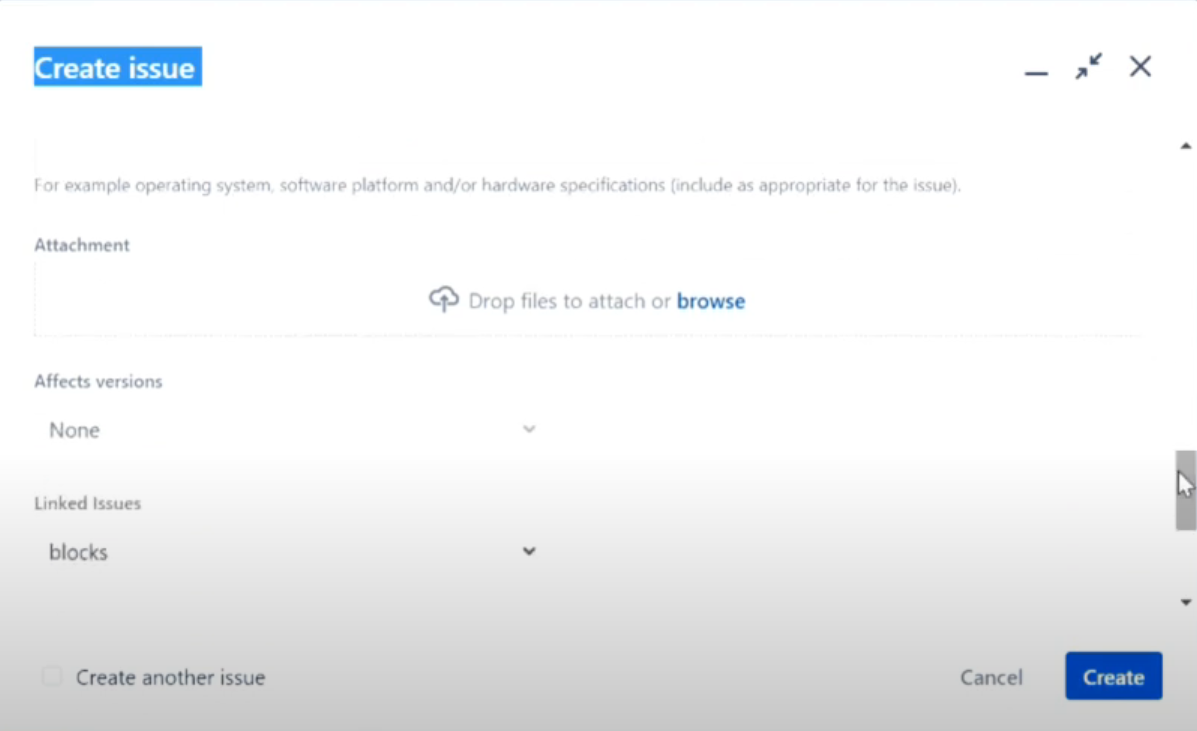 Create issue
For example operating system, software platform and/or hardware specifications (include as appropriate for the issue).
Attachment
Drop files to attach or browse
Affects versions
None
Linked Issues
blocks
Create another issue
Cancel
Create